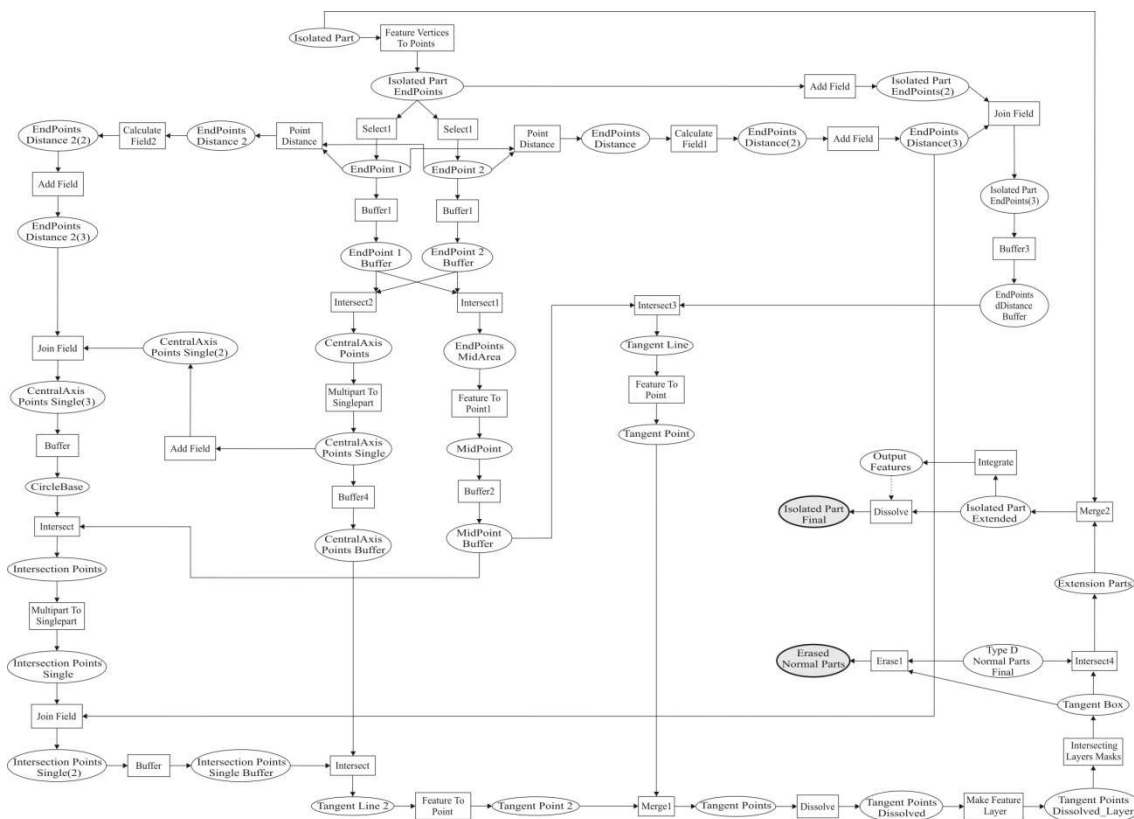 Isolated Part
Feature Vertices
To Points
Isolated Part
EndPoints
Add Field
Isolated Part
EndPoints(2)
Join Field
EndPoints
Distance 2(2)
Calculate
Field2
EndPoints
Distance 2
Point
Distance
Select1
Select1
Point
Distance
EndPoints
Distance
Calculate
Field1
EndPoints
Distance(2)
Add Field
EndPoints
Distance(3)
Add Field
EndPoint 1
EndPoint 2
Isolated Part
EndPoints(3)
EndPoints
Distance 2(3)
Buffer1
Buffer1
Buffer3
EndPoint 1
Buffer
EndPoint 2
Buffer
EndPoints
dDistance
Buffer
Intersect2
Intersect1
Intersect3
Join Field
CentralAxis
Points Single(2)
CentralAxis
Points
EndPoints
MidArea
Tangent Line
CentralAxis
Points Single(3)
Multipart To
Singlepart
Feature To
Point1
Feature To
Point
Buffer
Add Field
CentralAxis
Points Single
MidPoint
Tangent Point
CircleBase
Buffer4
Buffer2
Output
Features
Integrate
Intersect
CentralAxis
Points Buffer
MidPoint
Buffer
Isolated Part
Final
Dissolve
Isolated Part
Extended
Merge2
Intersection Points
Extension Parts
Multipart To
Singlepart
Intersection Points
Single
Erased
Normal Parts
Erase1
Type D
Normal Parts
Final
Intersect4
Join Field
Tangent Box
Intersection Points
Single(2)
Buffer
Intersection Points
Single Buffer
Intersect
Intersecting
Layers Masks
Tangent Line 2
Feature To
Point
Tangent Point 2
Merge1
Tangent Points
Dissolve
Tangent Points
Dissolved
Make Feature
Layer
Tangent Points
Dissolved_Layer